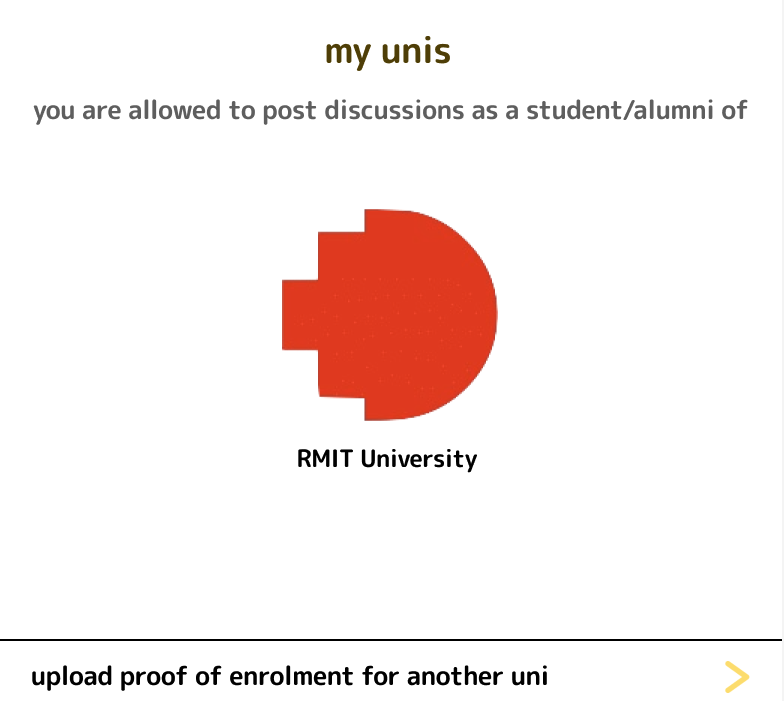 my unis
you are allowed to post discussions as a student/alumni of
RMIT University
upload proof of enrolment for another uni